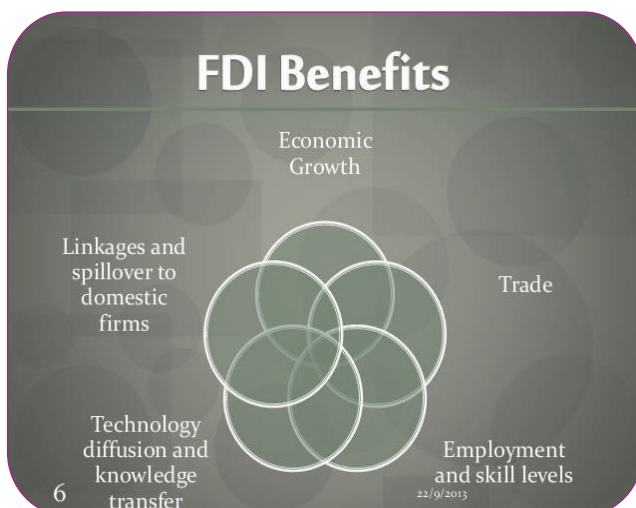 FDI Benefits
Economic
Growth
Linkages and
spillover to
domestic
firms
Trade
Technology
diffusion and
knowledge
transfer
Employment
and skill levels
6
22/9/2013